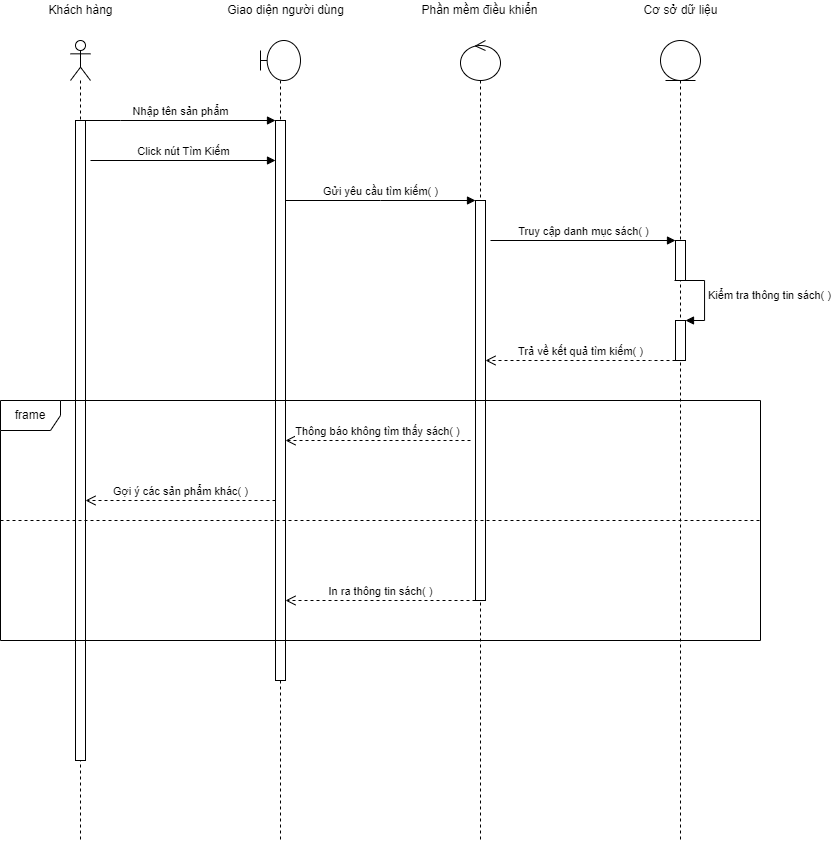 Khách hàng
Giao diện người dùng
Phần mềm điều khiển
Cơ sở dữ liệu
Nhập tên sản phẩm
Click nút Tìm Kiếm
Gửi yêu cầu tìm kiếm( )
Truy cập danh mục sách( )
Kiểm tra thông tin sách( )
Trả về kết quả tìm kiếm( )
frame
Thông báo không tìm thấy sách( )
Gợi ý các sản phẩm khác( )
In ra thông tin sách( )